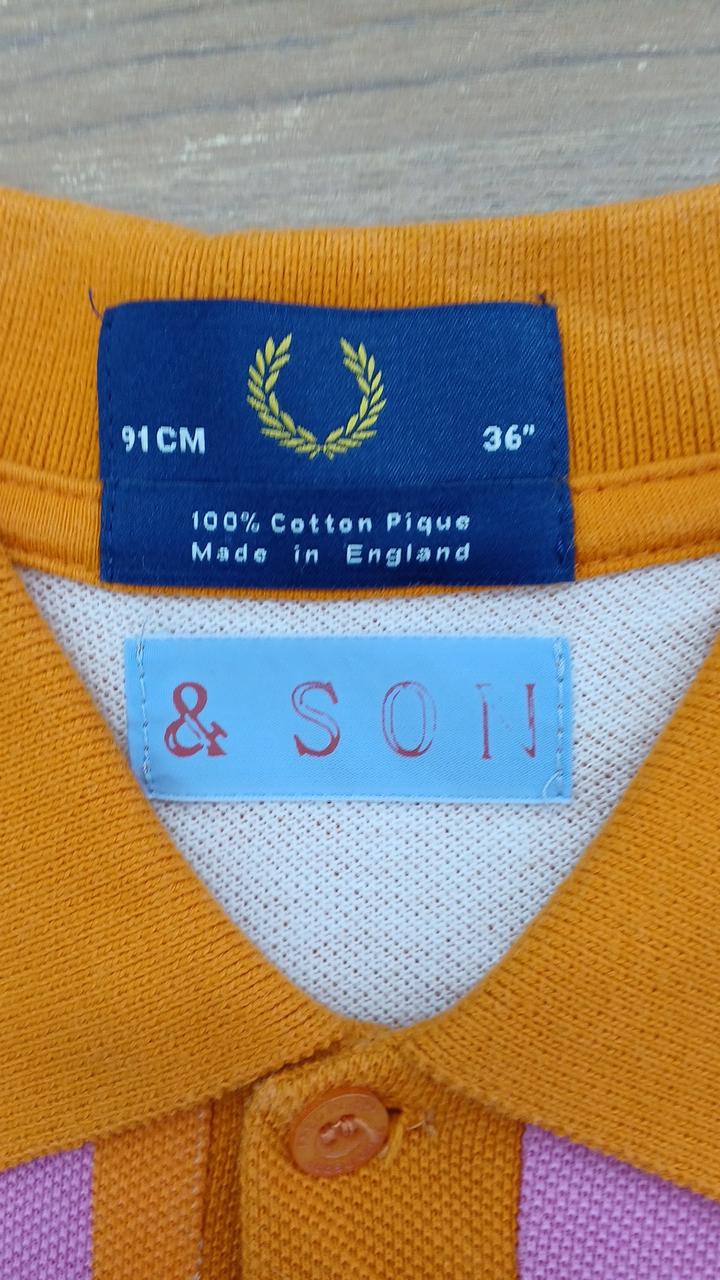 91CM 36"
100% Cotton Pique
Made in England
& SON